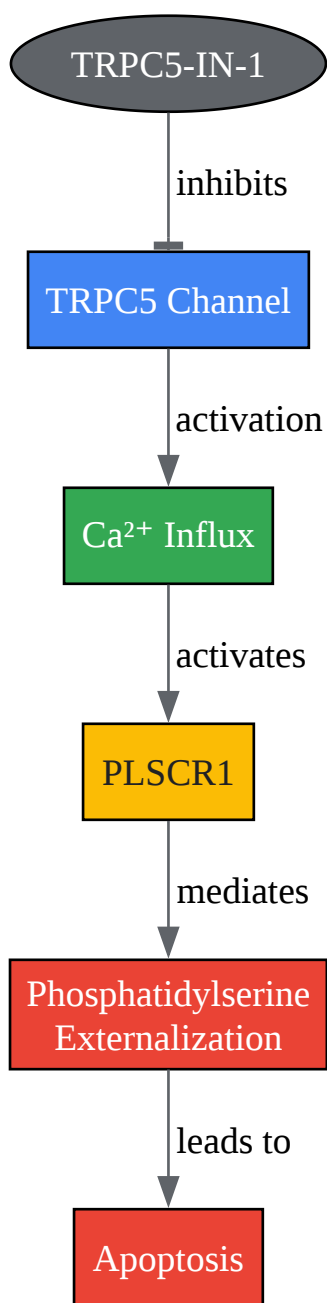 TRPC5-IN-1
inhibits
TRPC5 Channel
activation
Ca²⁺ Influx
activates
PLSCR1
mediates
Phosphatidylserine
Externalization
leads to
Apoptosis